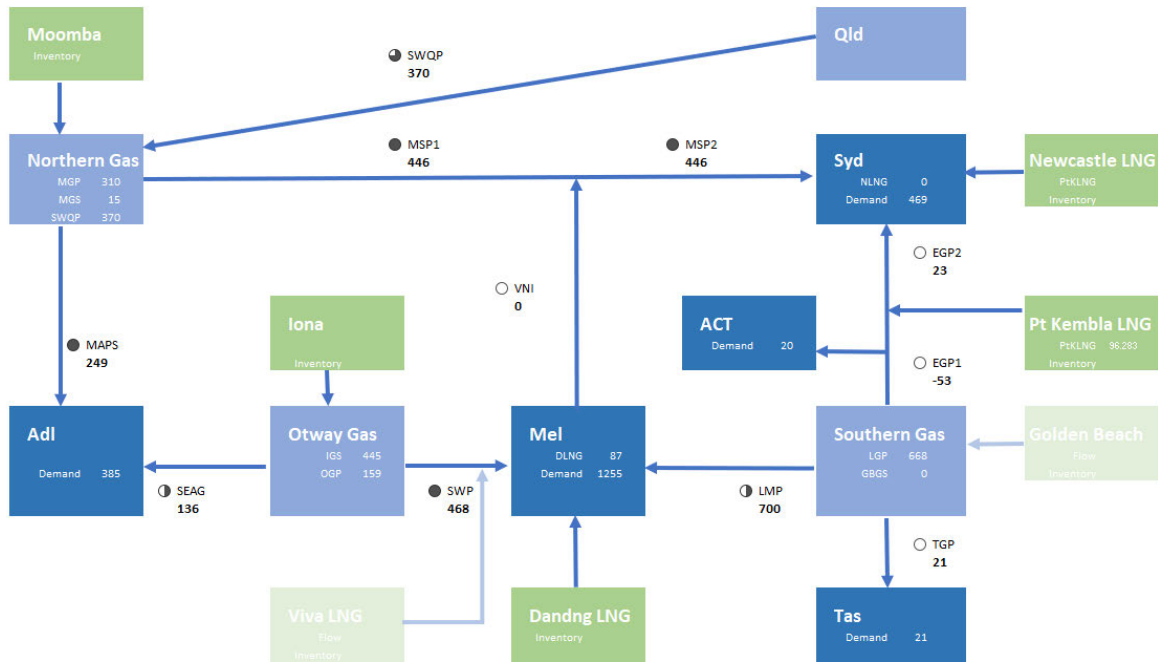 Moomba
Inventory
Qld
SWQP
370
Northern Gas
MGP 310
MGS 15
SWQP 370
MSP1
446
MSP2
446
Syd
NLNG 0
Demand 469
Newcastle LNG
PtKLNG
Inventory
EGP2
23
VNI
0
Iona
Inventory
ACT
Demand 20
Pt Kembla LNG
PtKLNG 96.283
Inventory
MAPS
249
EGP1
-53
Adl
Demand 385
Otway Gas
IGS 445
OGP 159
Mel
DLNG 87
Demand 1255
Southern Gas
LGP 668
GBGS 0
Golden Beach
Flow
Inventory
SEAG
136
SWP
468
LMP
700
TGP
21
Viva LNG
Flow
Inventory
Dandng LNG
Inventory
Tas
Demand 21